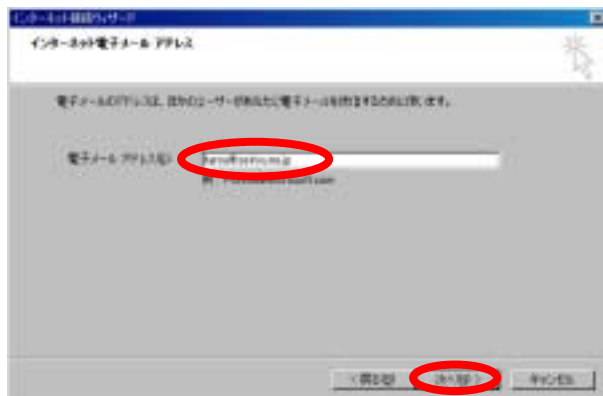 インターネット接続ウィザード
インターネット電子メール アドレス
電子メールのアドレスは、ほかのユーザーがあなたに電子メールを送信するために使います。
電子メール アドレス(E):
例:
< 戻る(B)
次へ(N) >
キャンセル